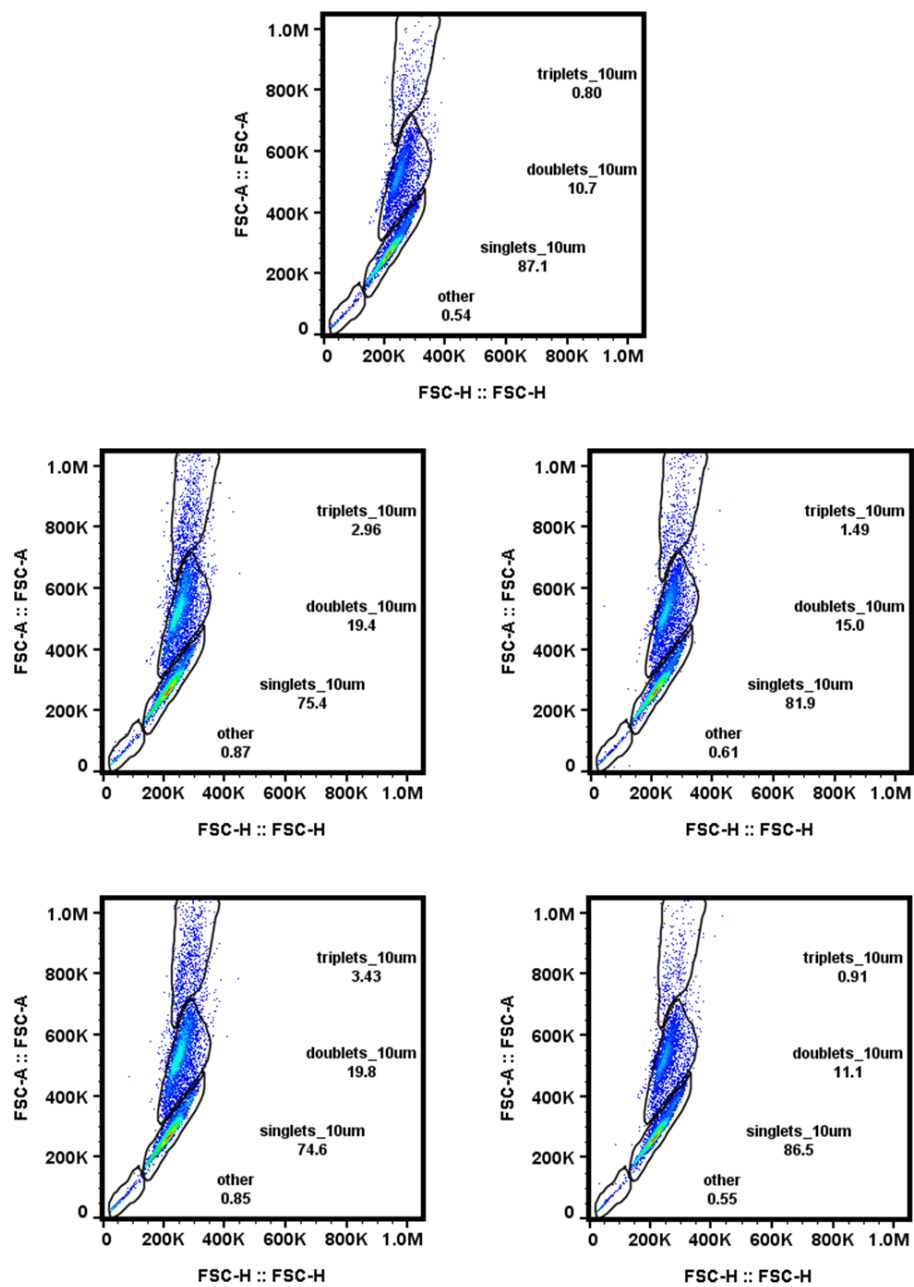 1.0M
800K
600K
400K
200K
0
FSC-A :: FSC-A
triplets_10um
0.80
doublets_10um
10.7
singlets_10um
87.1
other
0.54
0 200K 400K 600K 800K 1.0M
FSC-H :: FSC-H
1.0M
800K
600K
400K
200K
0
FSC-A :: FSC-A
triplets_10um
2.96
doublets_10um
19.4
singlets_10um
75.4
other
0.87
0 200K 400K 600K 800K 1.0M
FSC-H :: FSC-H
1.0M
800K
600K
400K
200K
0
FSC-A :: FSC-A
triplets_10um
1.49
doublets_10um
15.0
singlets_10um
81.9
other
0.61
0 200K 400K 600K 800K 1.0M
FSC-H :: FSC-H
1.0M
800K
600K
400K
200K
0
FSC-A :: FSC-A
triplets_10um
3.43
doublets_10um
19.8
singlets_10um
74.6
other
0.85
0 200K 400K 600K 800K 1.0M
FSC-H :: FSC-H
1.0M
800K
600K
400K
200K
0
FSC-A :: FSC-A
triplets_10um
0.91
doublets_10um
11.1
singlets_10um
86.5
other
0.55
0 200K 400K 600K 800K 1.0M
FSC-H :: FSC-H